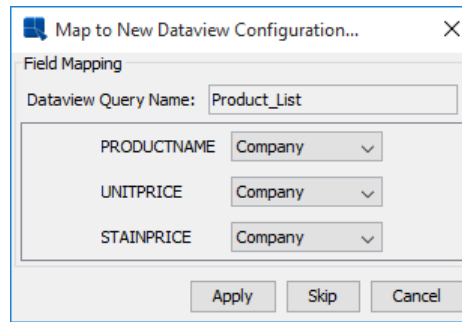 Map to New Dataview Configuration...
Field Mapping
Dataview Query Name: Product_List
PRODUCTNAME Company
UNITPRICE Company
STAINPRICE Company
Apply Skip Cancel